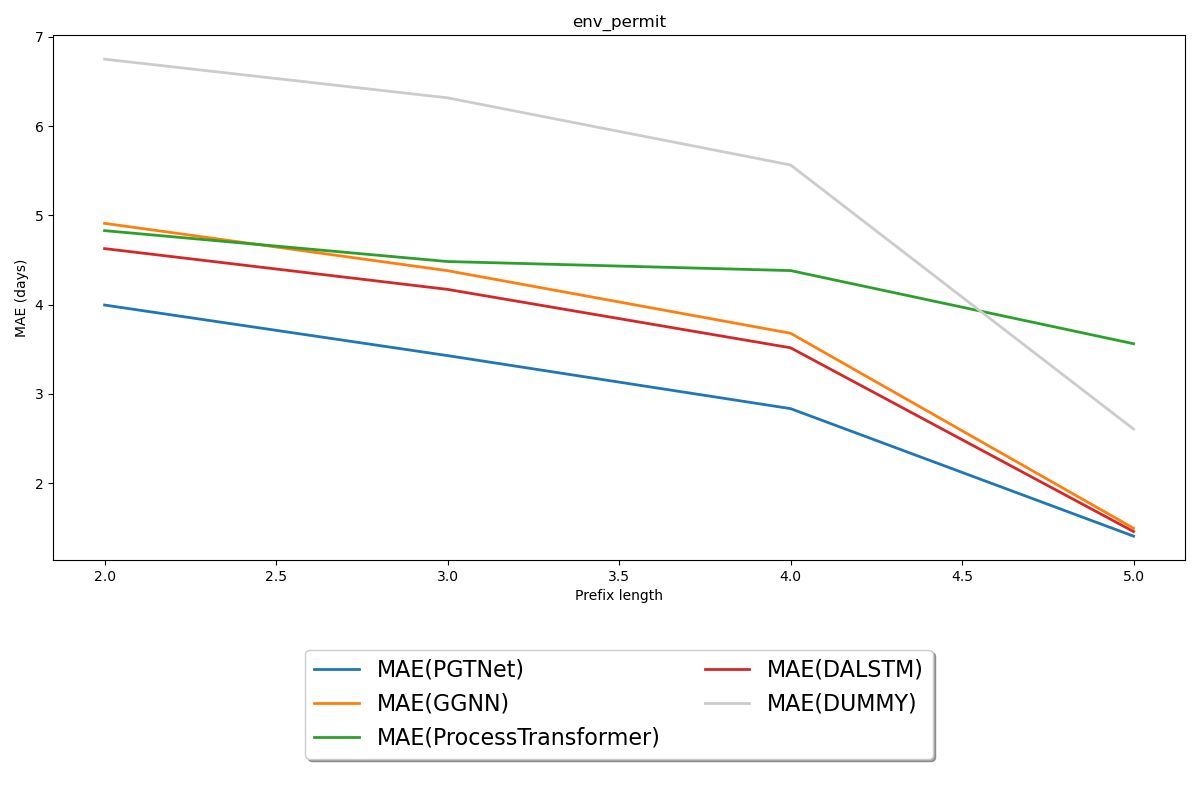 env_permit
7
6
5
4
3
2
MAE (days)
2.0
2.5
3.0
3.5
4.0
4.5
5.0
Prefix length
MAE(PGTNet)
MAE(GGNN)
MAE(ProcessTransformer)
MAE(DALSTM)
MAE(DUMMY)